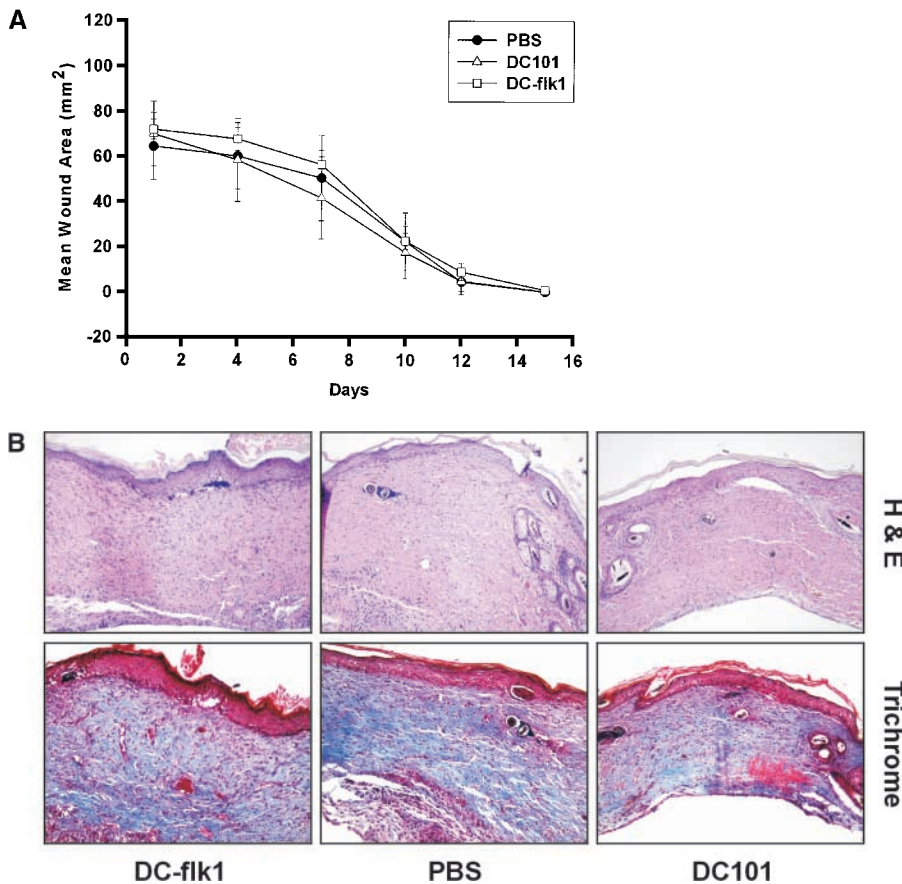 A
120
100
80
60
40
20
0
-20
Mean Wound Area (mm²)
0 2 4 6 8 10 12 14 16
Days
PBS
DC101
DC-flk1
B
H & E
Trichrome
DC-flk1 PBS DC101